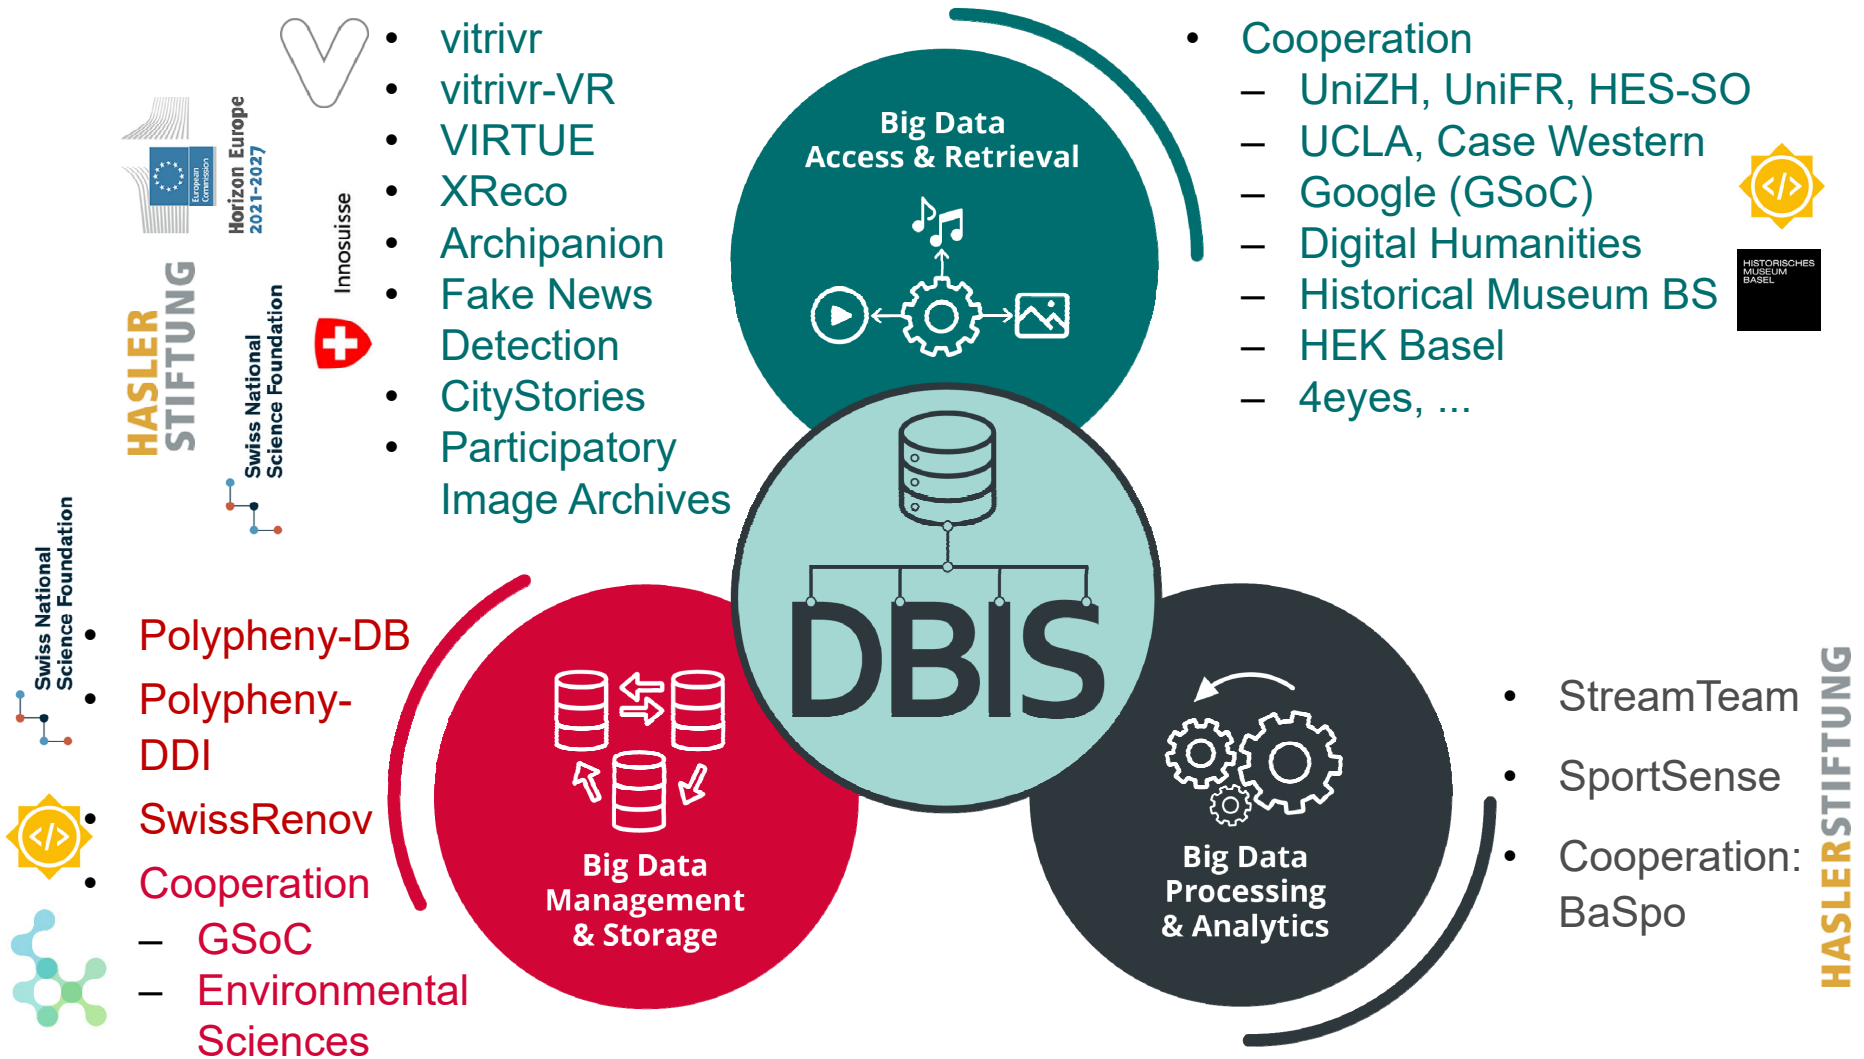 • vitrivr
• vitrivr-VR
• VIRTUE
• XReco
• Archipanion
• Fake News
Detection
• CityStories
• Participatory
Image Archives
European
Commission
Horizon Europe
2021-2027
Innosuisse
HASLER
STIFTUNG
Swiss National
Science Foundation
Big Data
Access & Retrieval
• Cooperation
– UniZH, UniFR, HES-SO
– UCLA, Case Western
– Google (GSoC)
– Digital Humanities
– Historical Museum BS
– HEK Basel
– 4eyes, ...
</>
HISTORISCHES
MUSEUM
BASEL
DBIS
Swiss National
Science Foundation
• Polypheny-DB
• Polypheny-
DDI
• SwissRenov
• Cooperation
– GSoC
– Environmental
Sciences
</>
Big Data
Management
& Storage
Big Data
Processing
& Analytics
• StreamTeam
• SportSense
• Cooperation:
BaSpo
HASLERSTIFTUNG